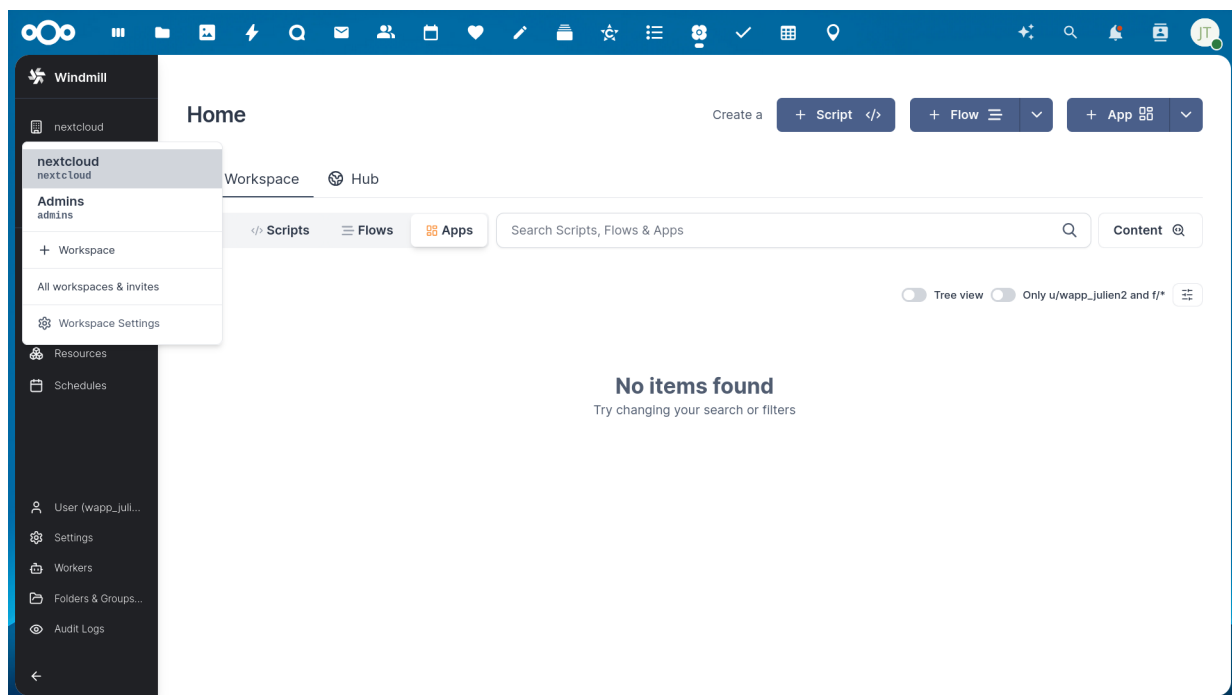 JT
Windmill
nextcloud
nextcloud
nextcloud
Admins
admins
+ Workspace
All workspaces & invites
Workspace Settings
Resources
Schedules
User (wapp_juli...
Settings
Workers
Folders & Groups...
Audit Logs
Home
Create a
+ Script </>
+ Flow
+ App
Workspace
Hub
</> Scripts
Flows
Apps
Search Scripts, Flows & Apps
Content
Tree view
Only u/wapp_julien2 and f/*
No items found
Try changing your search or filters